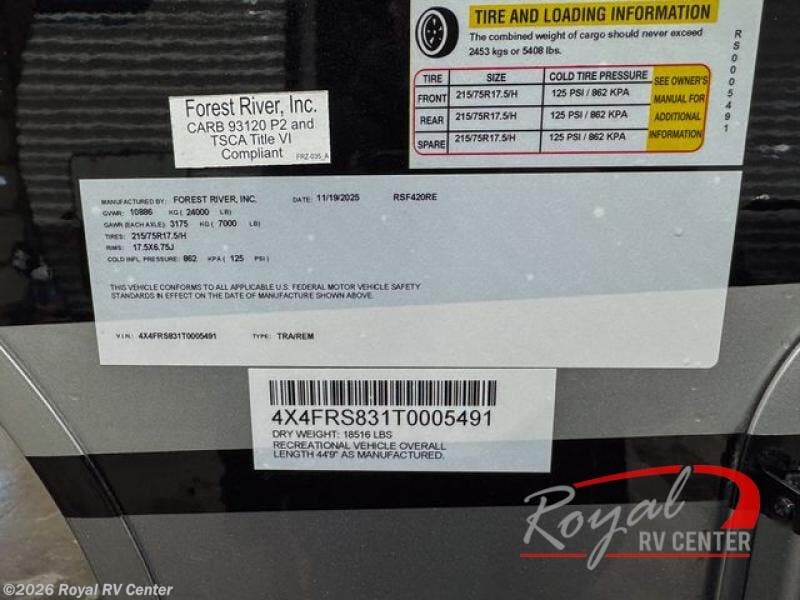 TIRE AND LOADING INFORMATION
The combined weight of cargo should never exceed
2453 kgs or 5408 lbs.
TIRE SIZE COLD TIRE PRESSURE SEE OWNER'S
FRONT 215/75R17.5/H 125 PSI / 862 KPA MANUAL FOR
REAR 215/75R17.5/H 125 PSI / 862 KPA ADDITIONAL
SPARE 215/75R17.5/H 125 PSI / 862 KPA INFORMATION
RS0005491
Forest River, Inc.
CARB 93120 P2 and
TSCA Title VI
Compliant
FRZ-035_A
MANUFACTURED BY: FOREST RIVER, INC. DATE: 11/19/2025 RSF420RE
GVWR: 10886 KG ( 24000 LB)
GAWR (EACH AXLE): 3175 KG ( 7000 LB)
TIRES: 215/75R17.5/H
RIMS: 17.5X6.75J
COLD INFL. PRESSURE: 862 KPA ( 125 PSI )
THIS VEHICLE CONFORMS TO ALL APPLICABLE U.S. FEDERAL MOTOR VEHICLE SAFETY
STANDARDS IN EFFECT ON THE DATE OF MANUFACTURE SHOWN ABOVE.
V.I.N.: 4X4FRS831T0005491 TYPE: TRA/REM
4X4FRS831T0005491
DRY WEIGHT: 18516 LBS
RECREATIONAL VEHICLE OVERALL
LENGTH 44'9" AS MANUFACTURED.
Royal
RV CENTER
©2026 Royal RV Center